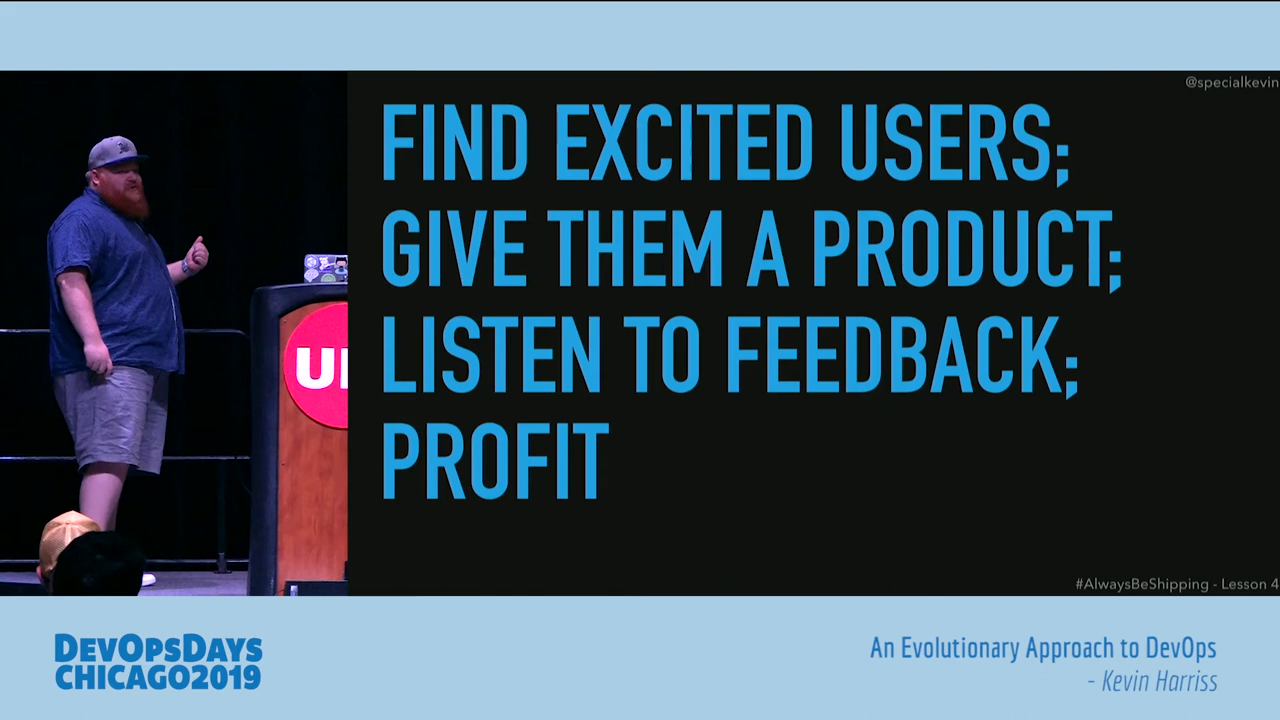 @specialkevin
FIND EXCITED USERS;
GIVE THEM A PRODUCT;
LISTEN TO FEEDBACK;
PROFIT
UI
#AlwaysBeShipping - Lesson 4
DEVOPSDAYS
CHICAGO2019
An Evolutionary Approach to DevOps
- Kevin Harriss